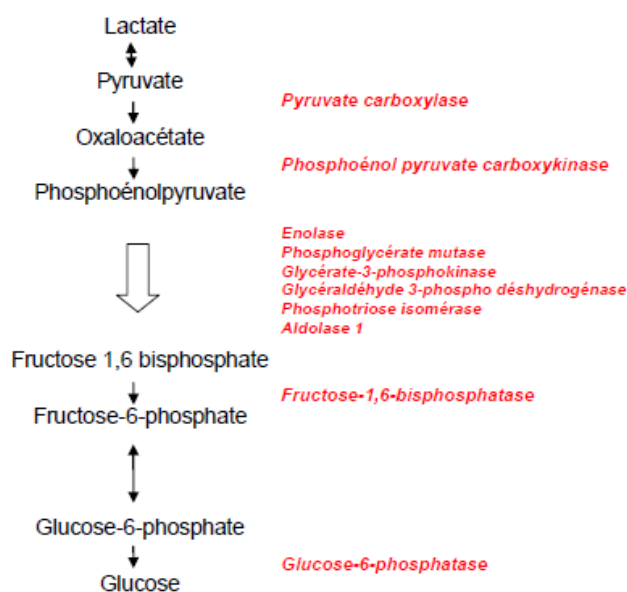 Lactate
Pyruvate
Pyruvate carboxylase
Oxaloacétate
Phosphoénol pyruvate carboxykinase
Phosphoénolpyruvate
Enolase
Phosphoglycérate mutase
Glycérate-3-phosphokinase
Glycéraldéhyde 3-phospho déshydrogénase
Phosphotriose isomérase
Aldolase 1
Fructose 1,6 bisphosphate
Fructose-1,6-bisphosphatase
Fructose-6-phosphate
Glucose-6-phosphate
Glucose-6-phosphatase
Glucose